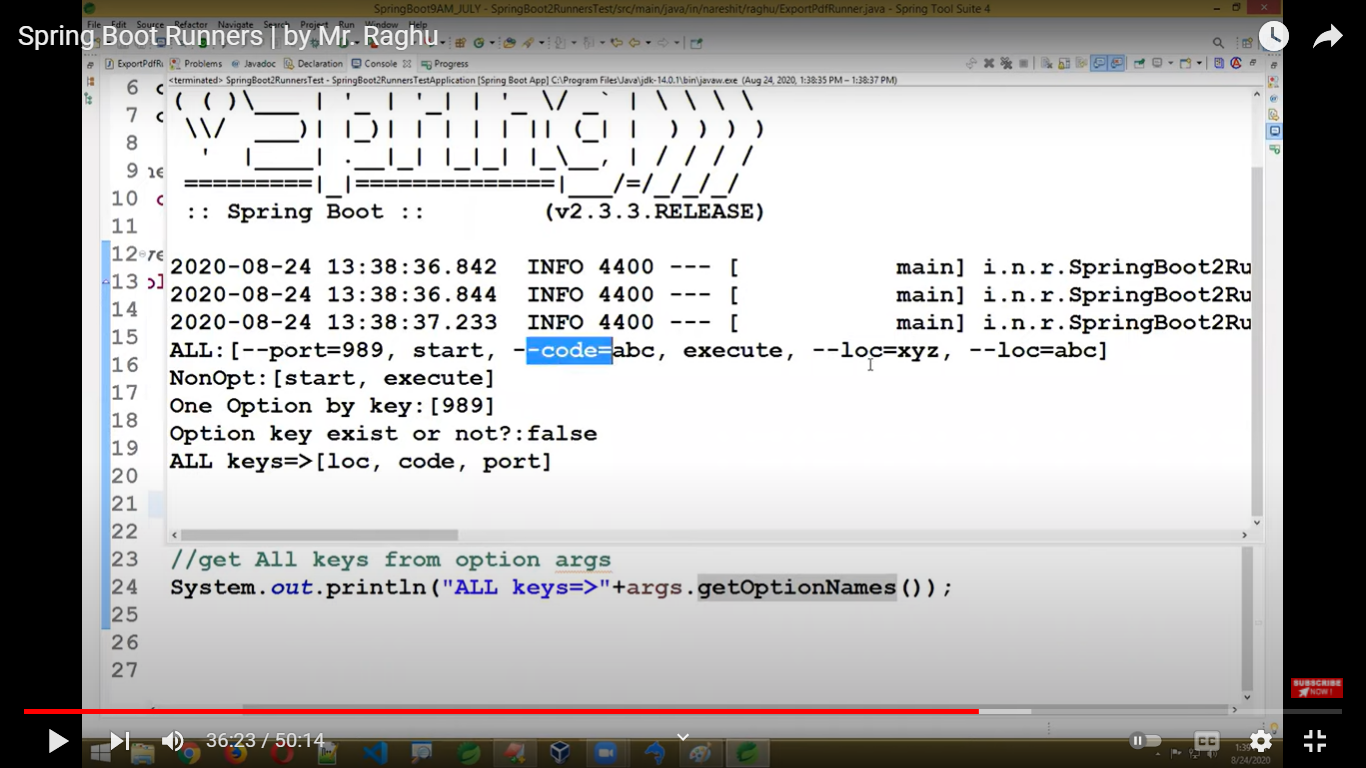 SpringBoot9AM_JULY - SpringBoot2RunnersTest/src/main/java/in/nareshit/raghu/ExportPdfRunner.java - Spring Tool Suite 4
File Edit Source Refactor Navigate Search Project Run Window Help
Spring Boot Runners | by Mr. Raghu
ExportPdfRu Problems @ Javadoc Declaration Console Progress
<terminated> SpringBoot2RunnersTest - SpringBoot2RunnersTestApplication [Spring Boot App] C:\Program Files\Java\jdk-14.0.1\bin\javaw.exe (Aug 24, 2020, 1:38:35 PM – 1:38:37 PM)
6
7
8
9
10
11
12
13
14
15
16
17
18
19
20
21
22
:: Spring Boot :: (v2.3.3.RELEASE)
2020-08-24 13:38:36.842 INFO 4400 --- [ main] i.n.r.SpringBoot2Ru
2020-08-24 13:38:36.844 INFO 4400 --- [ main] i.n.r.SpringBoot2Ru
2020-08-24 13:38:37.233 INFO 4400 --- [ main] i.n.r.SpringBoot2Ru
ALL:[--port=989, start, --code=abc, execute, --loc=xyz, --loc=abc]
NonOpt:[start, execute]
One Option by key:[989]
Option key exist or not?:false
ALL keys=>[loc, code, port]
23 //get All keys from option args
24 System.out.println("ALL keys=>"+args.getOptionNames());
25
26
27
SUBSCRIBE
NOW!
36:23 / 50:14
CC
8/24/2020